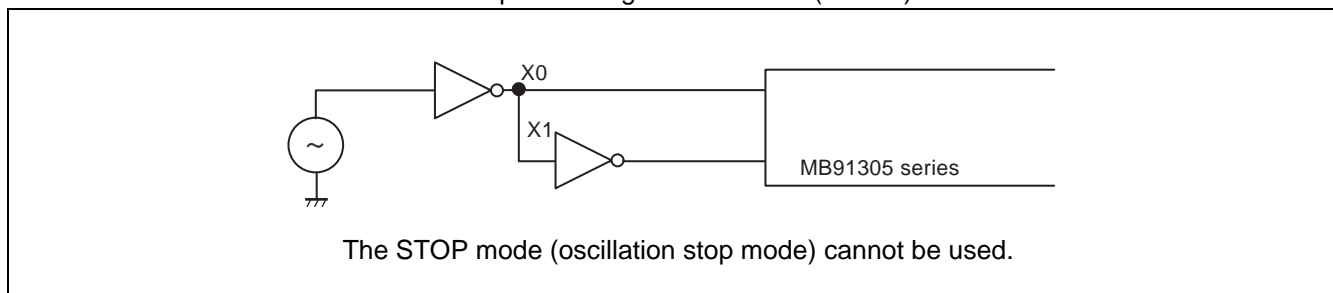 X0
X1
~
MB91305 series
The STOP mode (oscillation stop mode) cannot be used.